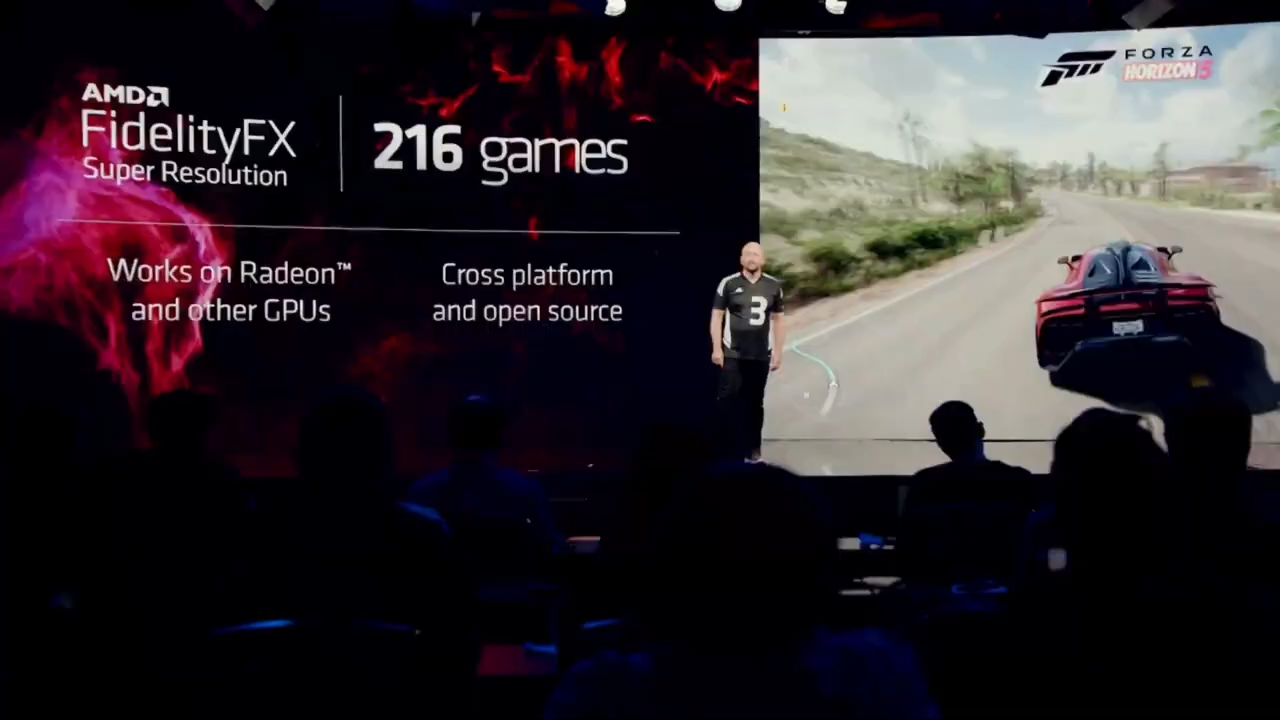 AMD
FidelityFX
Super Resolution
216 games
Works on Radeon™
and other GPUs
Cross platform
and open source
FORZA
HORIZON 5
3